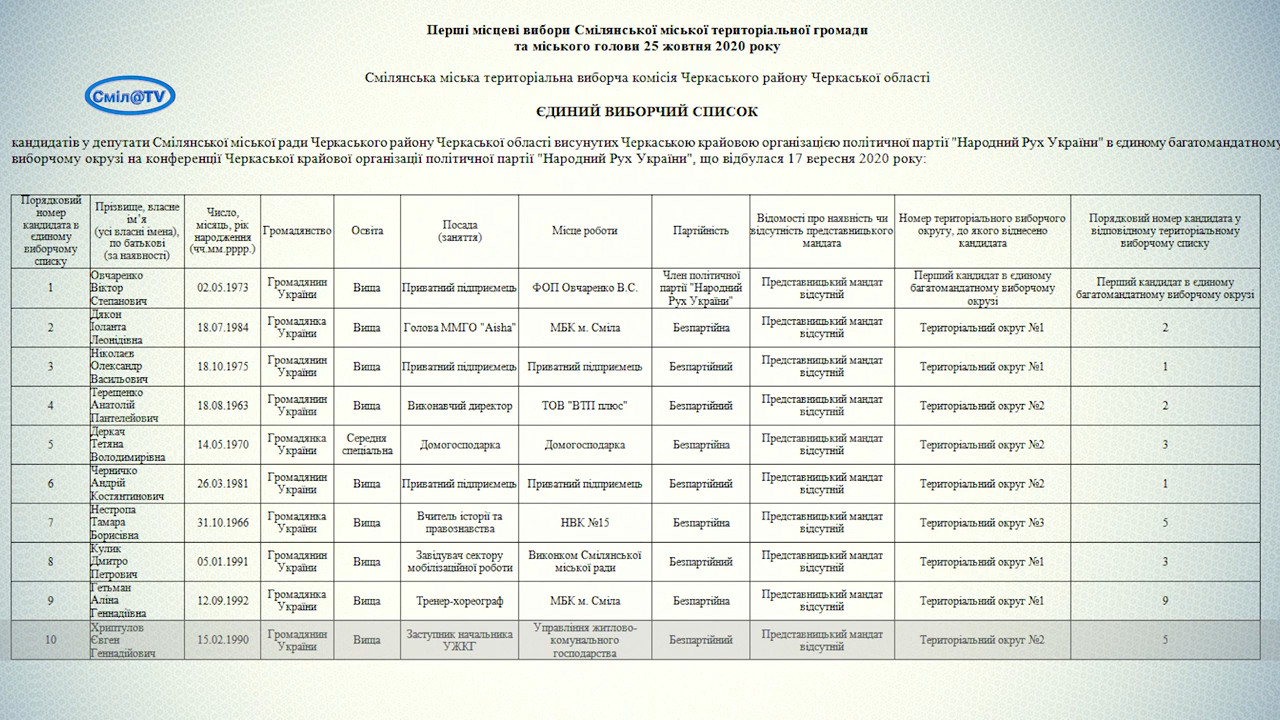 Перші місцеві вибори Смілянської міської територіальної громади
та міського голови 25 жовтня 2020 року
Смілянська міська територіальна виборча комісія Черкаського району Черкаської області
Сміл@TV
ЄДИНИЙ ВИБОРЧИЙ СПИСОК
кандидатів у депутати Смілянської міської ради Черкаського району Черкаської області висунутих Черкаською крайовою організацією політичної партії "Народний Рух України" в єдиному багатомандатному
виборчому окрузі на конференції Черкаської крайової організації політичної партії "Народний Рух України", що відбулася 17 вересня 2020 року:
Порядковий номер кандидата в єдиному виборчому списку | Прізвище, власне ім’я (усі власні імена), по батькові (за наявності) | Число, місяць, рік народження (чч.мм.рррр.) | Громадянство | Освіта | Посада (заняття) | Місце роботи | Партійність | Відомості про наявність чи відсутність представницького мандата | Номер територіального виборчого округу, до якого віднесено кандидата | Порядковий номер кандидата у відповідному територіальному виборчому списку
1 | Овчаренко Віктор Степанович | 02.05.1973 | Громадянин України | Вища | Приватний підприємець | ФОП Овчаренко В.С. | Член політичної партії "Народний Рух України" | Представницький мандат відсутній | Перший кандидат в єдиному багатомандатному виборчому окрузі | Перший кандидат в єдиному багатомандатному виборчому окрузі
2 | Дякон Іоланта Леонідівна | 18.07.1984 | Громадянка України | Вища | Голова ММГО "Aisha" | МБК м. Сміла | Безпартійна | Представницький мандат відсутній | Територіальний округ №1 | 2
3 | Ніколаєв Олександр Васильович | 18.10.1975 | Громадянин України | Вища | Приватний підприємець | Приватний підприємець | Безпартійний | Представницький мандат відсутній | Територіальний округ №1 | 1
4 | Терещенко Анатолій Пантелейович | 18.08.1963 | Громадянин України | Вища | Виконавчий директор | ТОВ "ВТП плюс" | Безпартійний | Представницький мандат відсутній | Територіальний округ №2 | 2
5 | Деркач Тетяна Володимирівна | 14.05.1970 | Громадянка України | Середня спеціальна | Домогосподарка | Домогосподарка | Безпартійна | Представницький мандат відсутній | Територіальний округ №2 | 3
6 | Черничко Андрій Костянтинович | 26.03.1981 | Громадянин України | Вища | Приватний підприємець | Приватний підприємець | Безпартійний | Представницький мандат відсутній | Територіальний округ №2 | 1
7 | Нестропа Тамара Борисівна | 31.10.1966 | Громадянка України | Вища | Вчитель історії та правознавства | НВК №15 | Безпартійна | Представницький мандат відсутній | Територіальний округ №3 | 5
8 | Кулик Дмитро Петрович | 05.01.1991 | Громадянин України | Вища | Завідувач сектору мобілізаційної роботи | Виконком Смілянської міської ради | Безпартійний | Представницький мандат відсутній | Територіальний округ №1 | 3
9 | Гетьман Аліна Геннадіївна | 12.09.1992 | Громадянка України | Вища | Тренер-хореограф | МБК м. Сміла | Безпартійна | Представницький мандат відсутній | Територіальний округ №1 | 9
10 | Хриптулов Євген Геннадійович | 15.02.1990 | Громадянин України | Вища | Заступник начальника УЖКГ | Управління житлово-комунального господарства | Безпартійний | Представницький мандат відсутній | Територіальний округ №2 | 5